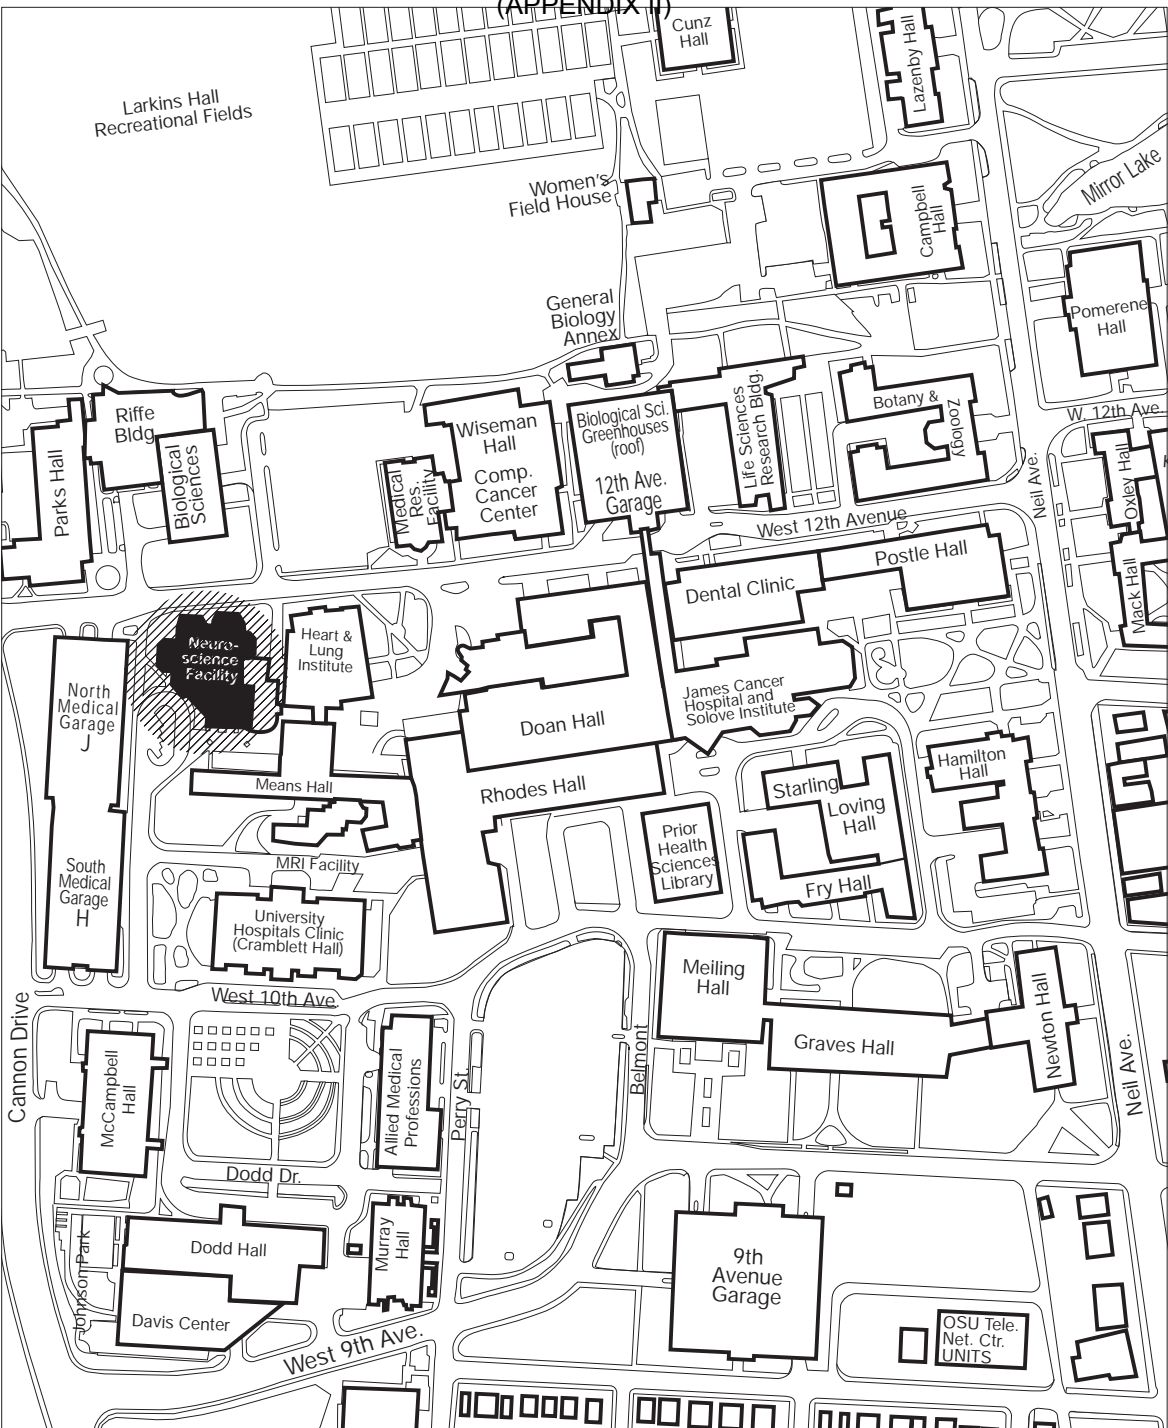 (APPENDIX II)
Cunz
Hall
Lazenby Hall
Larkins Hall
Recreational Fields
Mirror Lake
Women's
Field House
Campbell
Hall
General
Biology
Annex
Pomerene
Hall
Riffe
Bldg.
Biological
Sciences
Parks Hall
Wiseman
Hall
Comp.
Cancer
Center
Medical
Res.
Facility
Biological Sci.
Greenhouses
(roof)
12th Ave.
Garage
Life Sciences
Research Bldg.
Botany &
Zoology
W. 12th Ave.
Neil Ave.
Oxley Hall
K
Mack Hall
West 12th Avenue
Postle Hall
Dental Clinic
Neuro-
science
Facility
Heart &
Lung
Institute
North
Medical
Garage
J
James Cancer
Hospital and
Solove Institute
Doan Hall
Rhodes Hall
Means Hall
Hamilton
Hall
Starling
Loving
Hall
Fry Hall
Prior
Health
Sciences
Library
MRI Facility
South
Medical
Garage
H
University
Hospitals Clinic
(Cramblett Hall)
Meiling
Hall
Graves Hall
Newton Hall
West 10th Ave.
Cannon Drive
McCampbell
Hall
Allied Medical
Professions
Perry St.
Belmont
Neil Ave.
Dodd Dr.
Dodd Hall
Murray
Hall
Johnson Park
Davis Center
West 9th Ave.
9th
Avenue
Garage
OSU Tele.
Net. Ctr.
UNITS